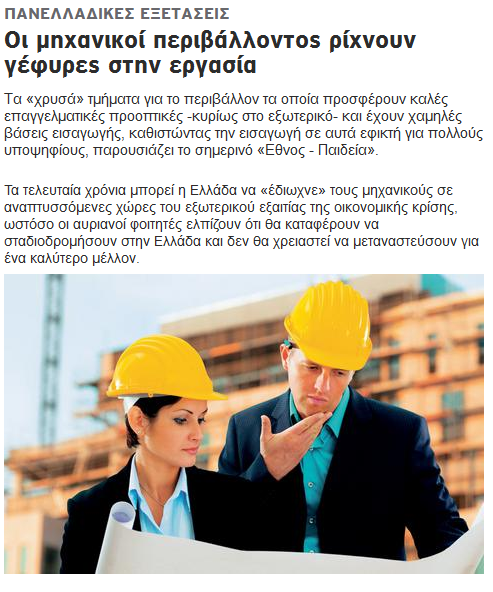 ΠΑΝΕΛΛΑΔΙΚΕΣ ΕΞΕΤΑΣΕΙΣ
Οι μηχανικοί περιβάλλοντος ρίχνουν
γέφυρες στην εργασία
Τα «χρυσά» τμήματα για το περιβάλλον τα οποία προσφέρουν καλές
επαγγελματικές προοπτικές -κυρίως στο εξωτερικό- και έχουν χαμηλές
βάσεις εισαγωγής, καθιστώντας την εισαγωγή σε αυτά εφικτή για πολλούς
υποψηφίους, παρουσιάζει το σημερινό «Εθνος - Παιδεία».
Τα τελευταία χρόνια μπορεί η Ελλάδα να «έδιωχνε» τους μηχανικούς σε
αναπτυσσόμενες χώρες του εξωτερικού εξαιτίας της οικονομικής κρίσης,
ωστόσο οι αυριανοί φοιτητές ελπίζουν ότι θα καταφέρουν να
σταδιοδρομήσουν στην Ελλάδα και δεν θα χρειαστεί να μεταναστεύσουν για
ένα καλύτερο μέλλον.